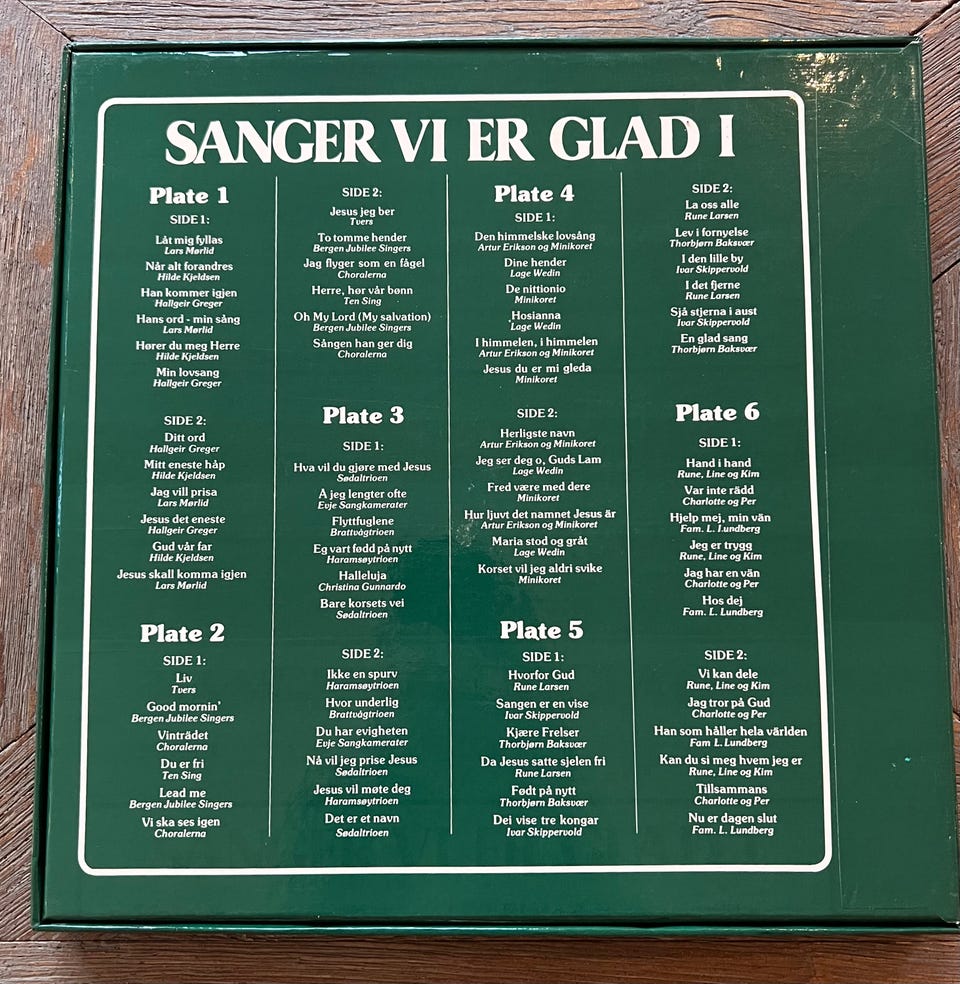 SANGER VI ER GLAD I
Plate 1
SIDE 1:
Låt mig fyllas
Lars Mørlid
Når alt forandres
Hilde Kjeldsen
Han kommer igjen
Hallgeir Greger
Hans ord - min sång
Lars Mørlid
Hører du meg Herre
Hilde Kjeldsen
Min lovsang
Hallgeir Greger
SIDE 2:
Ditt ord
Hallgeir Greger
Mitt eneste håp
Hilde Kjeldsen
Jag vill prisa
Lars Mørlid
Jesus det eneste
Hallgeir Greger
Gud vår far
Hilde Kjeldsen
Jesus skall komma igjen
Lars Mørlid
Plate 2
SIDE 1:
Liv
Tvers
Good mornin'
Bergen Jubilee Singers
Vinträdet
Choralerna
Du er fri
Ten Sing
Lead me
Bergen Jubilee Singers
Vi ska ses igen
Choralerna
SIDE 2:
Jesus jeg ber
Tvers
To tomme hender
Bergen Jubilee Singers
Jag flyger som en fågel
Choralerna
Herre, hør vår bønn
Ten Sing
Oh My Lord (My salvation)
Bergen Jubilee Singers
Sången han ger dig
Choralerna
Plate 3
SIDE 1:
Hva vil du gjøre med Jesus
Sødaltrioen
Å jeg lengter ofte
Evje Sangkamerater
Flyttfuglene
Brattvågtrioen
Eg vart fødd på nytt
Haramsøytrioen
Halleluja
Christina Gunnardo
Bare korsets vei
Sødaltrioen
SIDE 2:
Ikke en spurv
Haramsøytrioen
Hvor underlig
Brattvågtrioen
Du har evigheten
Evje Sangkamerater
Nå vil jeg prise Jesus
Sødaltrioen
Jesus vil møte deg
Haramsøytrioen
Det er et navn
Sødaltrioen
Plate 4
SIDE 1:
Den himmelske lovsång
Artur Erikson og Minikoret
Dine hender
Lage Wedin
De nittionio
Minikoret
Hosianna
Lage Wedin
I himmelen, i himmelen
Artur Erikson og Minikoret
Jesus du er mi gleda
Minikoret
SIDE 2:
Herligste navn
Artur Erikson og Minikoret
Jeg ser deg o, Guds Lam
Lage Wedin
Fred være med dere
Minikoret
Hur ljuvt det namnet Jesus är
Artur Erikson og Minikoret
Maria stod og gråt
Lage Wedin
Korset vil jeg aldri svike
Minikoret
Plate 5
SIDE 1:
Hvorfor Gud
Rune Larsen
Sangen er en vise
Ivar Skippervold
Kjære Frelser
Thorbjørn Baksvær
Da Jesus satte sjelen fri
Rune Larsen
Født på nytt
Thorbjørn Baksvær
Dei vise tre kongar
Ivar Skippervold
SIDE 2:
La oss alle
Rune Larsen
Lev i fornyelse
Thorbjørn Baksvær
I den lille by
Ivar Skippervold
I det fjerne
Rune Larsen
Sjå stjerna i aust
Ivar Skippervold
En glad sang
Thorbjørn Baksvær
Plate 6
SIDE 1:
Hand i hand
Rune, Line og Kim
Var inte rädd
Charlotte og Per
Hjelp mej, min vän
Fam. L. Lundberg
Jeg er trygg
Rune, Line og Kim
Jag har en vän
Charlotte og Per
Hos dej
Fam. L. Lundberg
SIDE 2:
Vi kan dele
Rune, Line og Kim
Jag tror på Gud
Charlotte og Per
Han som håller hela världen
Fam L. Lundberg
Kan du si meg hvem jeg er
Rune, Line og Kim
Tillsammans
Charlotte og Per
Nu er dagen slut
Fam. L. Lundberg